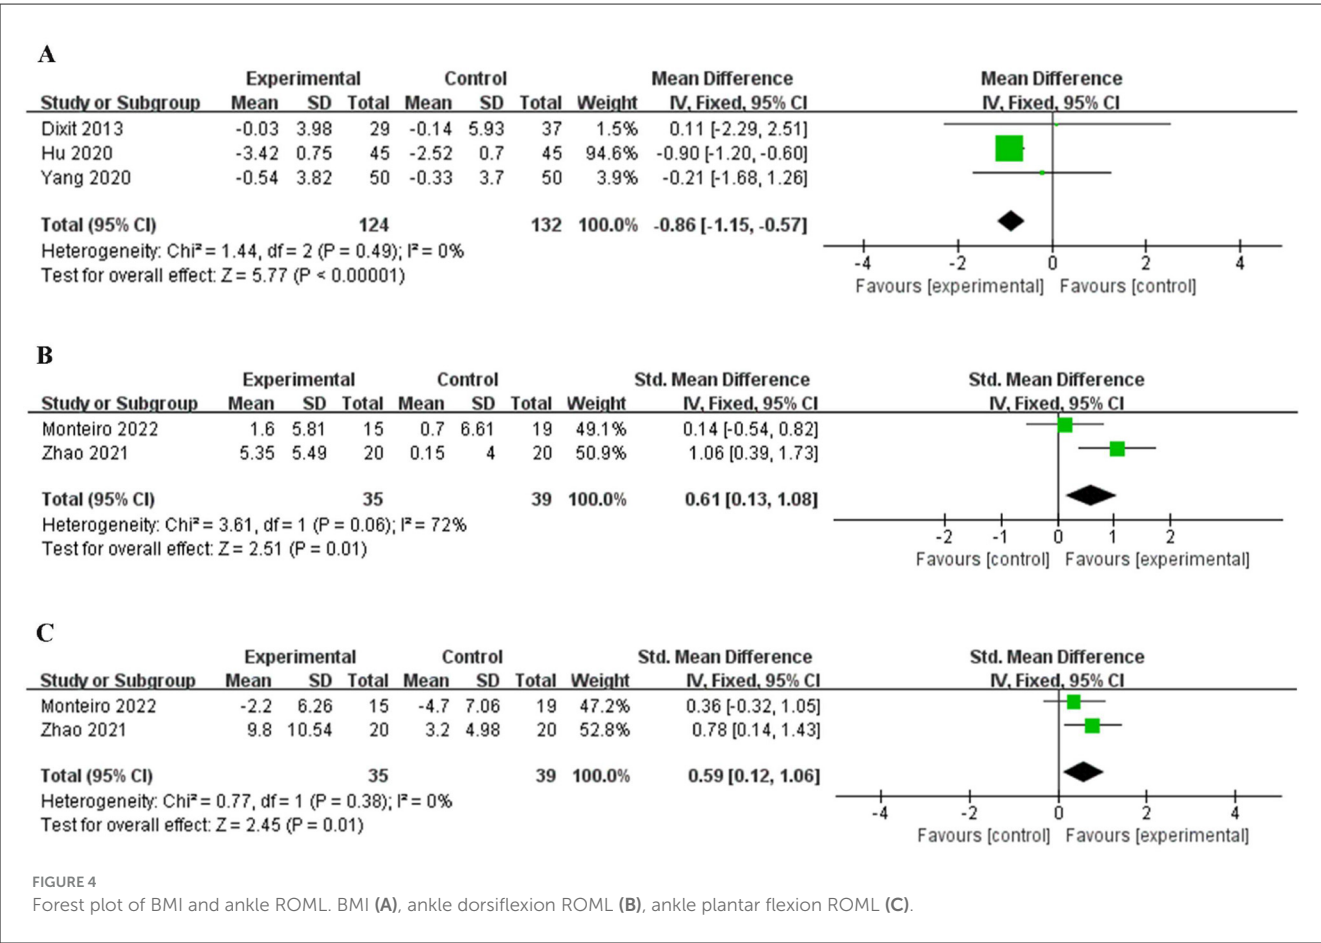 A
Experimental Control Mean Difference Mean Difference
Study or Subgroup Mean SD Total Mean SD Total Weight IV, Fixed, 95% CI IV, Fixed, 95% CI
Dixit 2013 -0.03 3.98 29 -0.14 5.93 37 1.5% 0.11 [-2.29, 2.51]
Hu 2020 -3.42 0.75 45 -2.52 0.7 45 94.6% -0.90 [-1.20, -0.60]
Yang 2020 -0.54 3.82 50 -0.33 3.7 50 3.9% -0.21 [-1.68, 1.26]
Total (95% CI) 124 132 100.0% -0.86 [-1.15, -0.57]
Heterogeneity: Chi² = 1.44, df = 2 (P = 0.49); I² = 0%
Test for overall effect: Z = 5.77 (P < 0.00001)
-4 -2 0 2 4
Favours [experimental] Favours [control]
B
Experimental Control Std. Mean Difference Std. Mean Difference
Study or Subgroup Mean SD Total Mean SD Total Weight IV, Fixed, 95% CI IV, Fixed, 95% CI
Monteiro 2022 1.6 5.81 15 0.7 6.61 19 49.1% 0.14 [-0.54, 0.82]
Zhao 2021 5.35 5.49 20 0.15 4 20 50.9% 1.06 [0.39, 1.73]
Total (95% CI) 35 39 100.0% 0.61 [0.13, 1.08]
Heterogeneity: Chi² = 3.61, df = 1 (P = 0.06); I² = 72%
Test for overall effect: Z = 2.51 (P = 0.01)
-2 -1 0 1 2
Favours [control] Favours [experimental]
C
Experimental Control Std. Mean Difference Std. Mean Difference
Study or Subgroup Mean SD Total Mean SD Total Weight IV, Fixed, 95% CI IV, Fixed, 95% CI
Monteiro 2022 -2.2 6.26 15 -4.7 7.06 19 47.2% 0.36 [-0.32, 1.05]
Zhao 2021 9.8 10.54 20 3.2 4.98 20 52.8% 0.78 [0.14, 1.43]
Total (95% CI) 35 39 100.0% 0.59 [0.12, 1.06]
Heterogeneity: Chi² = 0.77, df = 1 (P = 0.38); I² = 0%
Test for overall effect: Z = 2.45 (P = 0.01)
-4 -2 0 2 4
Favours [control] Favours [experimental]
FIGURE 4
Forest plot of BMI and ankle ROML. BMI (A), ankle dorsiflexion ROML (B), ankle plantar flexion ROML (C).